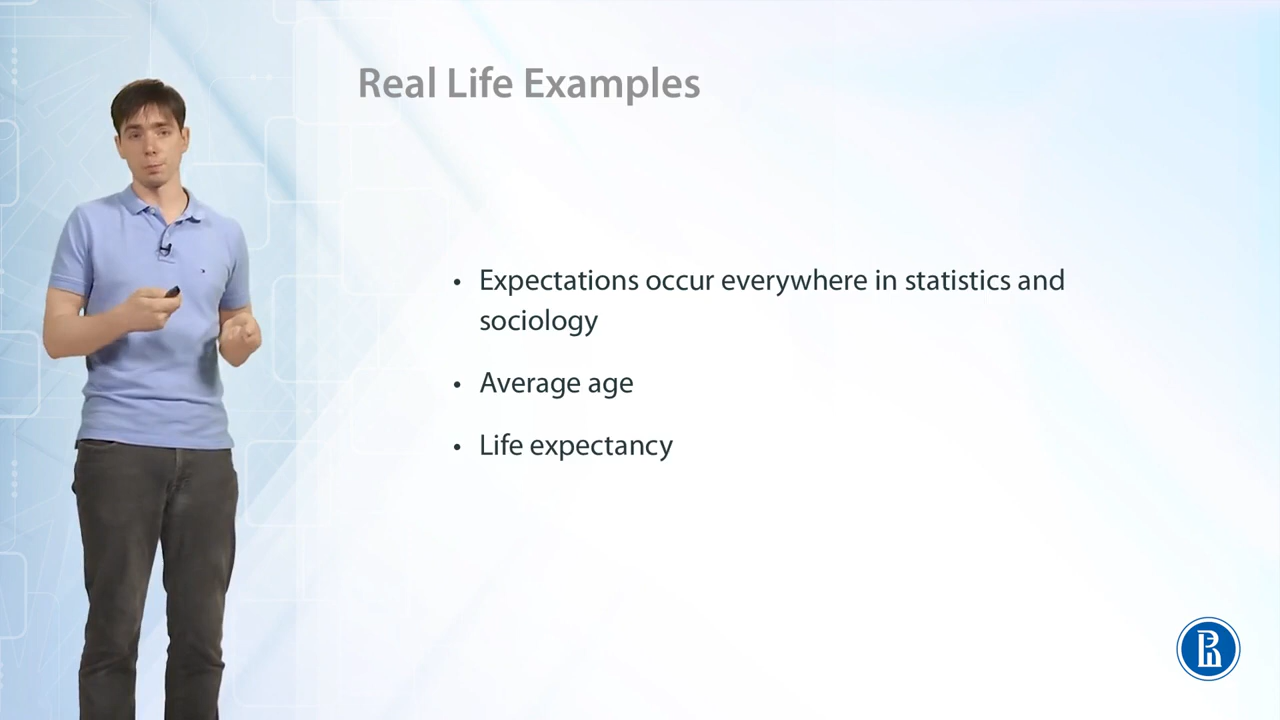 Real Life Examples
• Expectations occur everywhere in statistics and
sociology
• Average age
• Life expectancy